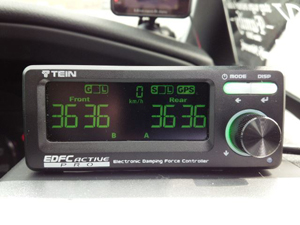 TEIN
MODE DISP
G L 0 S L GPS
Front km/h Rear
36 36 36 36
B A
EDFC ACTIVE
PRO
Electronic Damping Force Controller